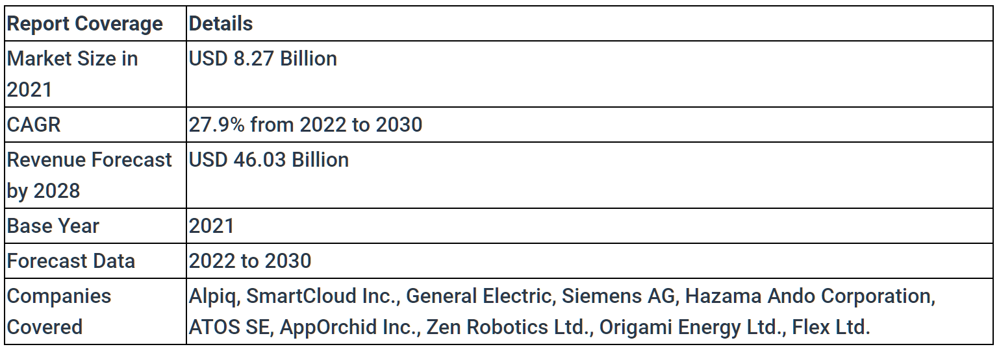 Report Coverage Details
Market Size in USD 8.27 Billion
2021
CAGR 27.9% from 2022 to 2030
Revenue Forecast USD 46.03 Billion
by 2028
Base Year 2021
Forecast Data 2022 to 2030
Companies Alpiq, SmartCloud Inc., General Electric, Siemens AG, Hazama Ando Corporation,
Covered ATOS SE, AppOrchid Inc., Zen Robotics Ltd., Origami Energy Ltd., Flex Ltd.